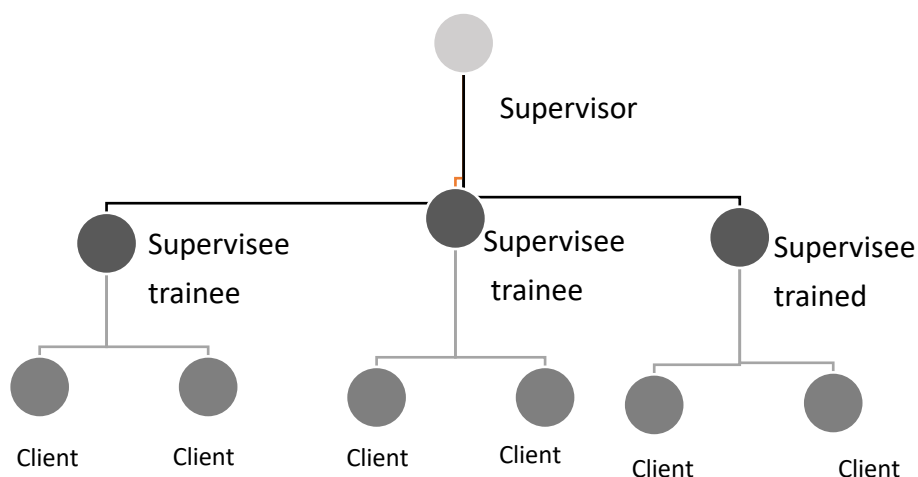 Supervisor
Supervisee
trainee
Supervisee
trainee
Supervisee
trained
Client
Client
Client
Client
Client
Client